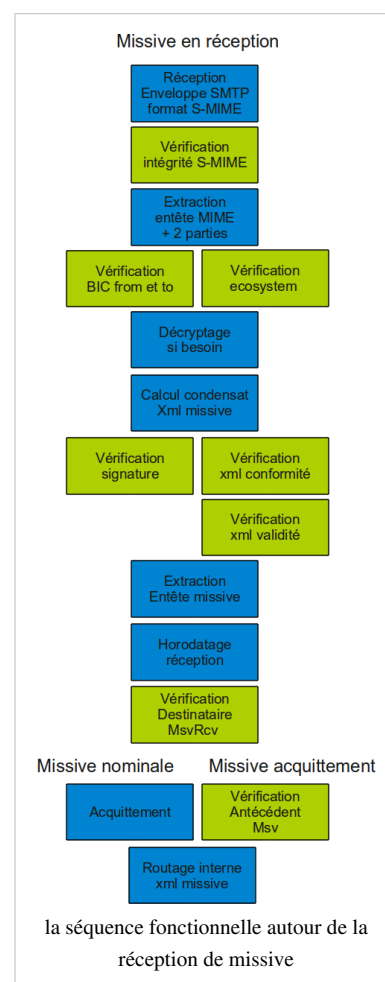 Missive en réception
Réception
Enveloppe SMTP
format S-MIME
Vérification
intégrité S-MIME
Extraction
entête MIME
+ 2 parties
Vérification
BIC from et to
Vérification
ecosystem
Décryptage
si besoin
Calcul condensat
Xml missive
Vérification
signature
Vérification
xml conformité
Vérification
xml validité
Extraction
Entête missive
Horodatage
réception
Vérification
Destinataire
MsvRcv
Missive nominale
Missive acquittement
Acquittement
Vérification
Antécédent
Msv
Routage interne
xml missive
la séquence fonctionnelle autour de la
réception de missive